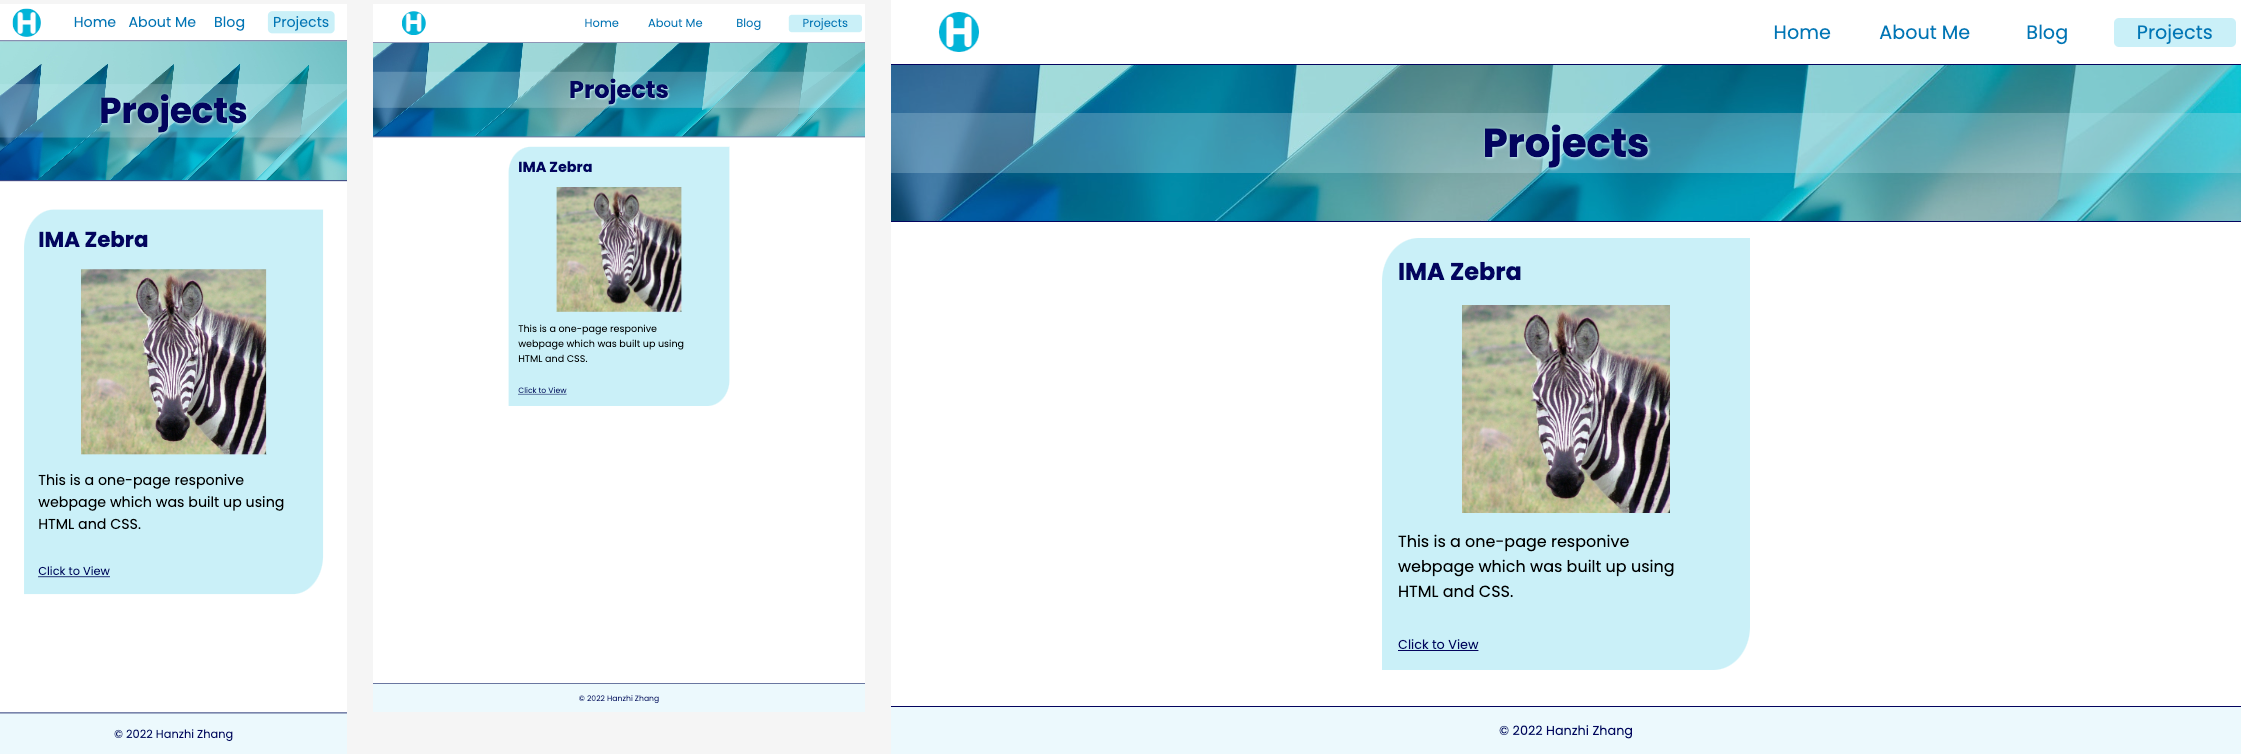 H
Home About Me Blog Projects
Projects
IMA Zebra
This is a one-page responive
webpage which was built up using
HTML and CSS.
Click to View
© 2022 Hanzhi Zhang
H
Home About Me Blog Projects
Projects
IMA Zebra
This is a one-page responive
webpage which was built up using
HTML and CSS.
Click to View
© 2022 Hanzhi Zhang
H
Home About Me Blog Projects
Projects
IMA Zebra
This is a one-page responive
webpage which was built up using
HTML and CSS.
Click to View
© 2022 Hanzhi Zhang